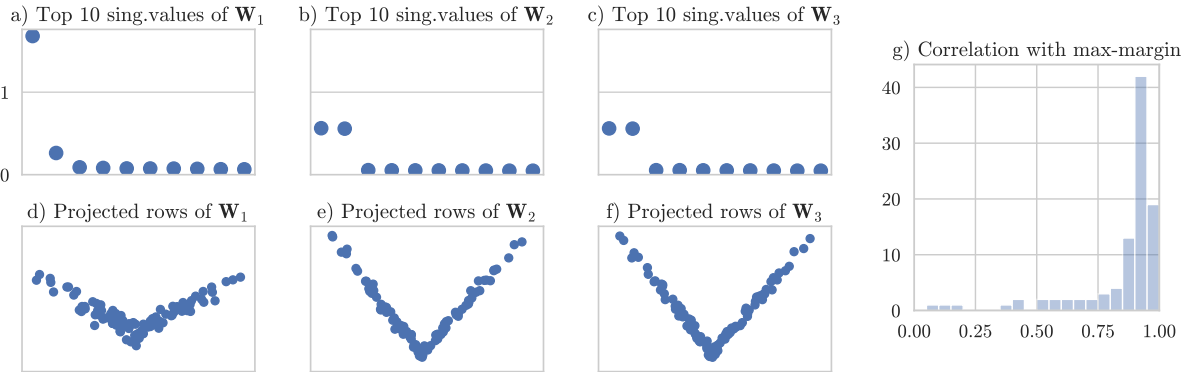 a) Top 10 sing.values of W1
b) Top 10 sing.values of W2
c) Top 10 sing.values of W3
1
0
d) Projected rows of W1
e) Projected rows of W2
f) Projected rows of W3
g) Correlation with max-margin
40
30
20
10
0
0.00 0.25 0.50 0.75 1.00